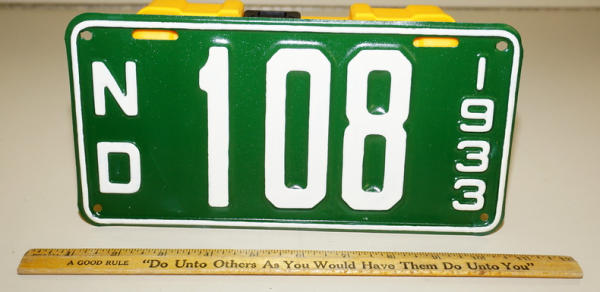 ND 108 1933
A GOOD RULE "Do Unto Others As You Would Have Them Do Unto You"